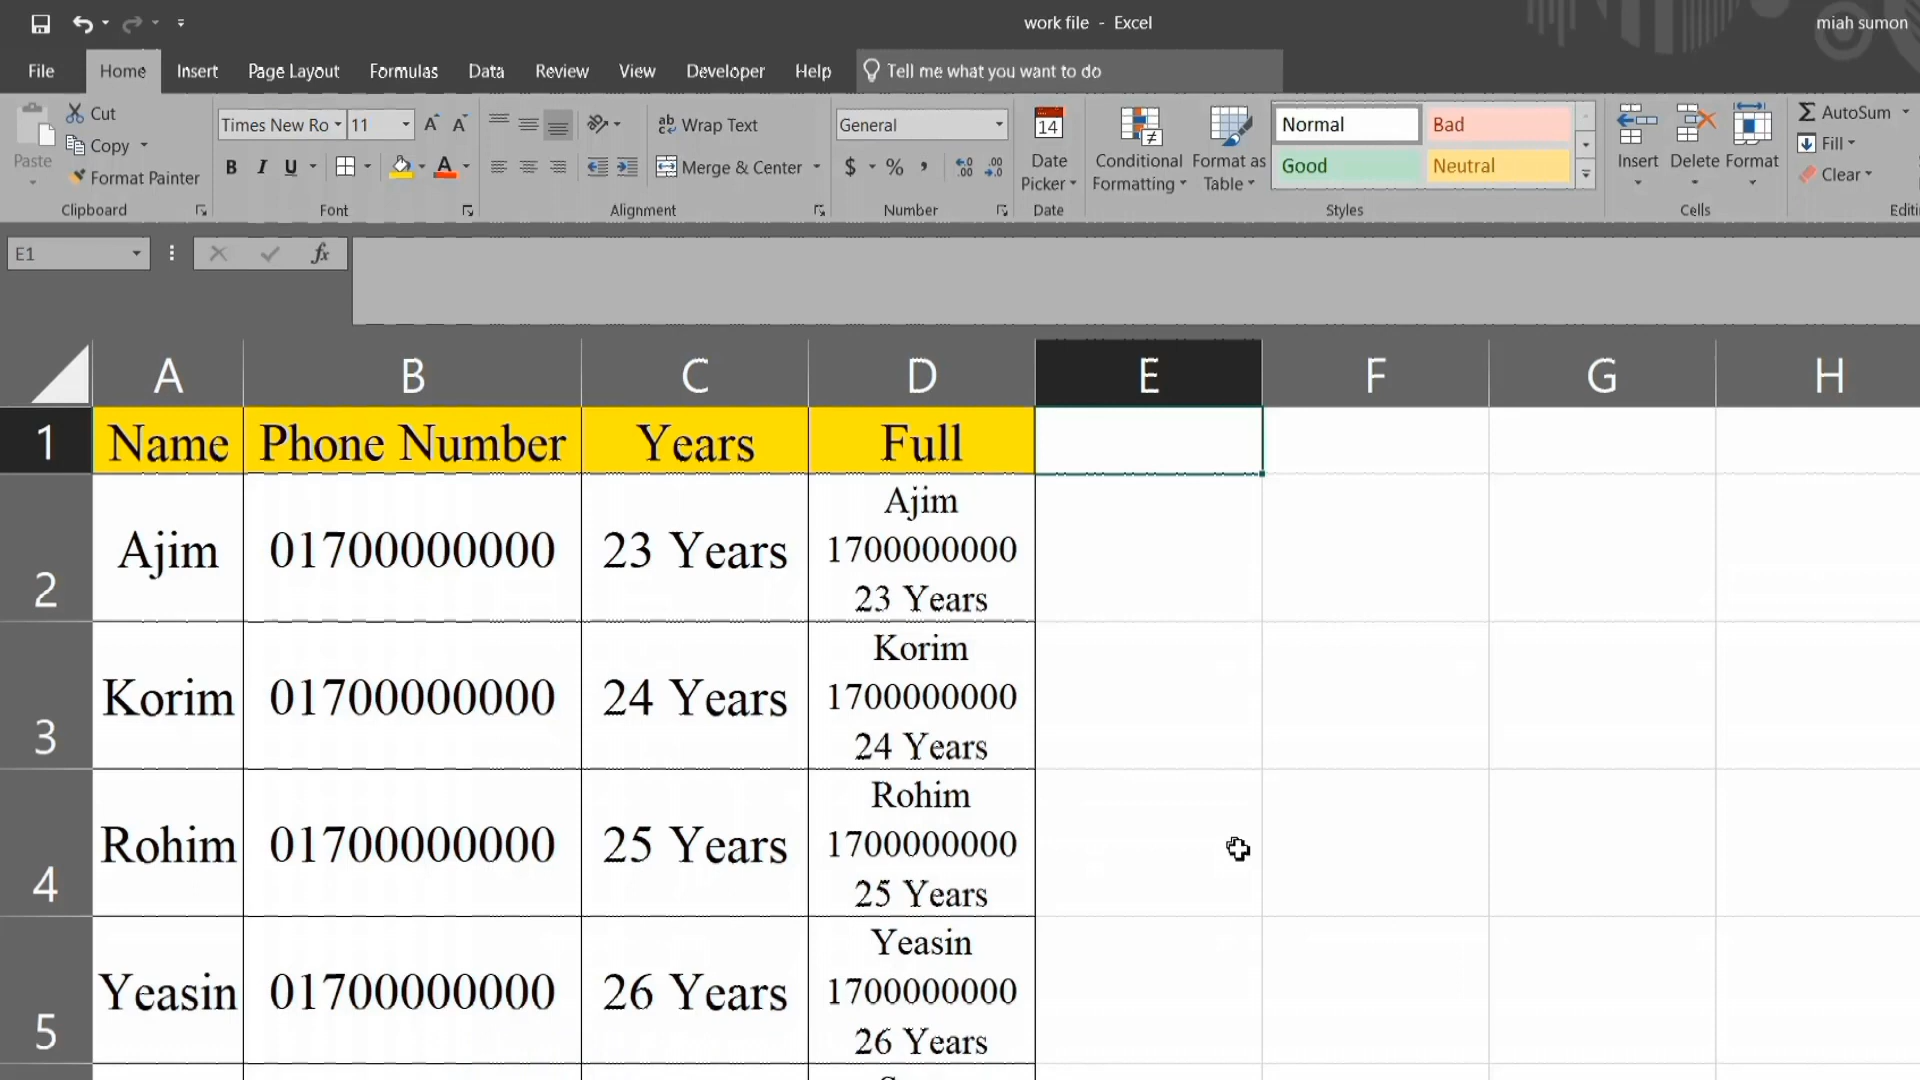 work file - Excel
miah sumon
File Home Insert Page Layout Formulas Data Review View Developer Help Tell me what you want to do
Paste
Cut
Copy
Format Painter
Clipboard
Times New Ro 11
A A
B I U A
Font
ab Wrap Text
Merge & Center
Alignment
General
$ % ,
Number
14
Date Picker
Date
Conditional Formatting
Format as Table
Normal Bad
Good Neutral
Styles
Insert Delete Format
Cells
AutoSum
Fill
Clear
Editi
E1 fx
A B C D E F G H
1 Name Phone Number Years Full
2 Ajim 01700000000 23 Years
Ajim
1700000000
23 Years
3 Korim 01700000000 24 Years
Korim
1700000000
24 Years
4 Rohim 01700000000 25 Years
Rohim
1700000000
25 Years
5 Yeasin 01700000000 26 Years
Yeasin
1700000000
26 Years